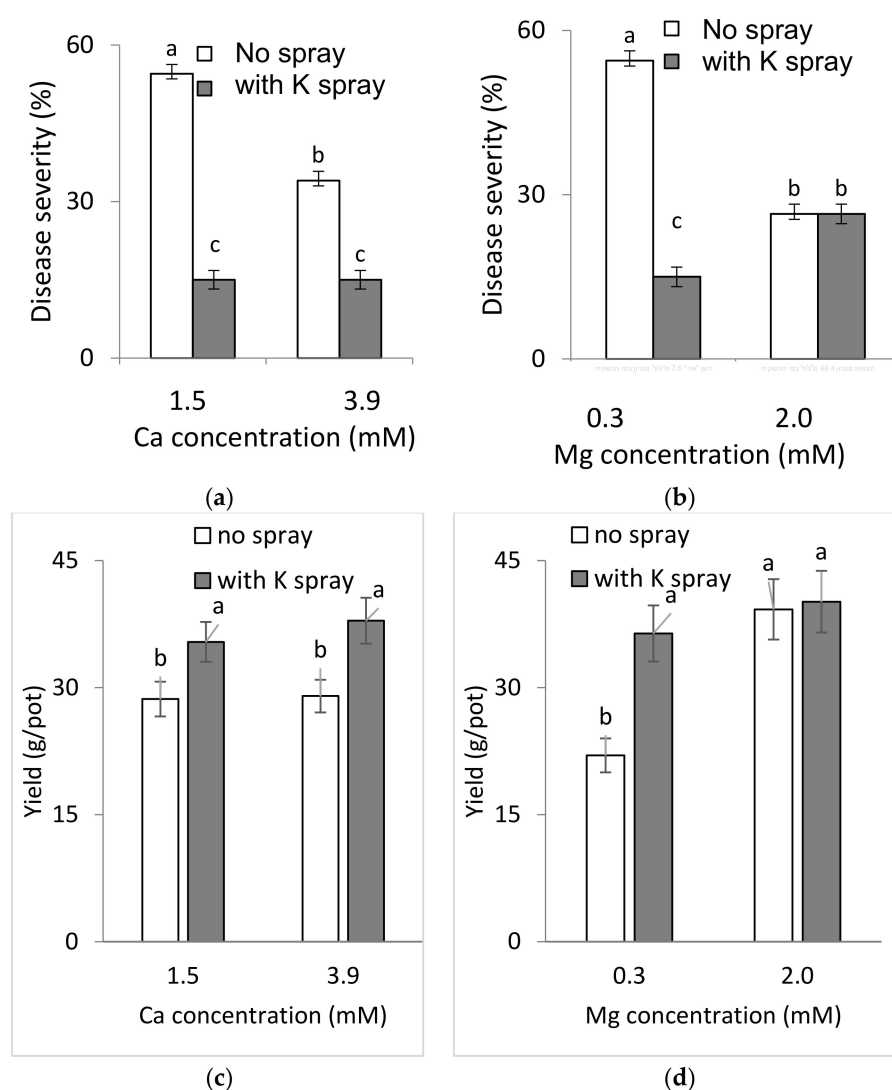 60
30
0
Disease severity (%)
No spray
with K spray
a
c
b
c
1.5
3.9
Ca concentration (mM)
(a)
60
30
0
Disease severity (%)
No spray
with K spray
a
c
b
b
0.3
2.0
Mg concentration (mM)
(b)
45
30
15
0
Yield (g/pot)
no spray
with K spray
b
a
b
a
1.5
3.9
Ca concentration (mM)
(c)
45
30
15
0
Yield (g/pot)
no spray
with K spray
b
a
a
a
0.3
2.0
Mg concentration (mM)
(d)